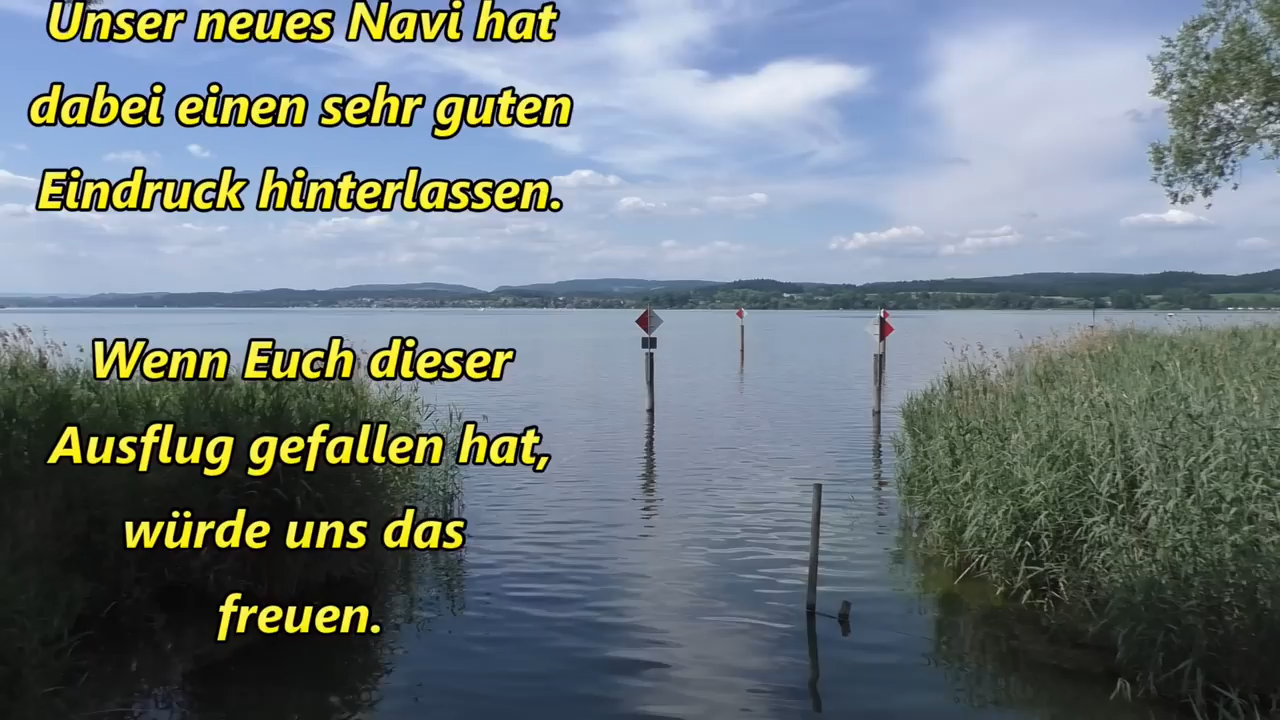 Unser neues Navi hat
dabei einen sehr guten
Eindruck hinterlassen.
Wenn Euch dieser
Ausflug gefallen hat,
würde uns das
freuen.